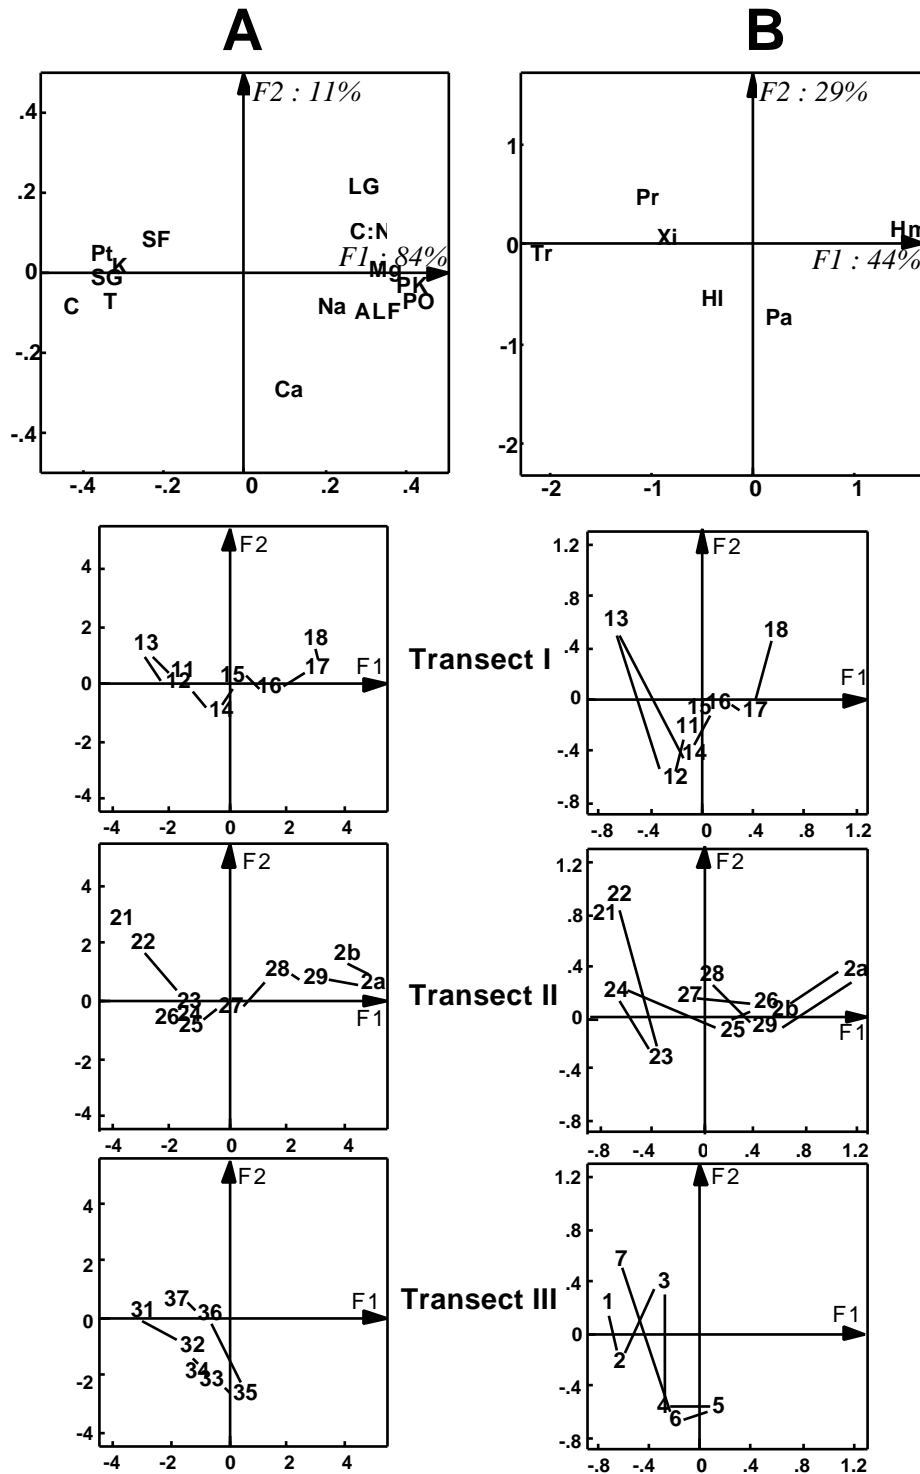 A
B
F2 : 11%
.4
.2
0
-.2
-.4
LG
C:N
SF
Pt
K
F1 : 84%
Mg
SG
PK
C
T
Na
ALF
PO
Ca
-.4
-.2
0
.2
.4
F2 : 29%
1
0
-1
-2
Pr
Xi
Hm
Tr
F1 : 44%
Hl
Pa
-2
-1
0
1
F2
4
2
0
-2
-4
13
11
12
15
14
16
17
18
F1
-4
-2
0
2
4
Transect I
F2
1.2
.8
.4
0
-.4
-.8
13
18
F1
15
16
17
11
14
12
-.8
-.4
0
.4
.8
1.2
F2
4
2
0
-2
-4
21
22
23
24
26
25
27
28
29
2b
2a
F1
-4
-2
0
2
4
Transect II
F2
1.2
.8
.4
0
-.4
-.8
22
21
24
28
2a
27
26
2b
25
29
23
F1
-.8
-.4
0
.4
.8
1.2
F2
4
2
0
-2
-4
31
37
36
F1
32
34
33
35
-4
-2
0
2
4
Transect III
F2
1.2
.8
.4
0
-.4
-.8
7
1
3
2
F1
4
5
6
-.8
-.4
0
.4
.8
1.2